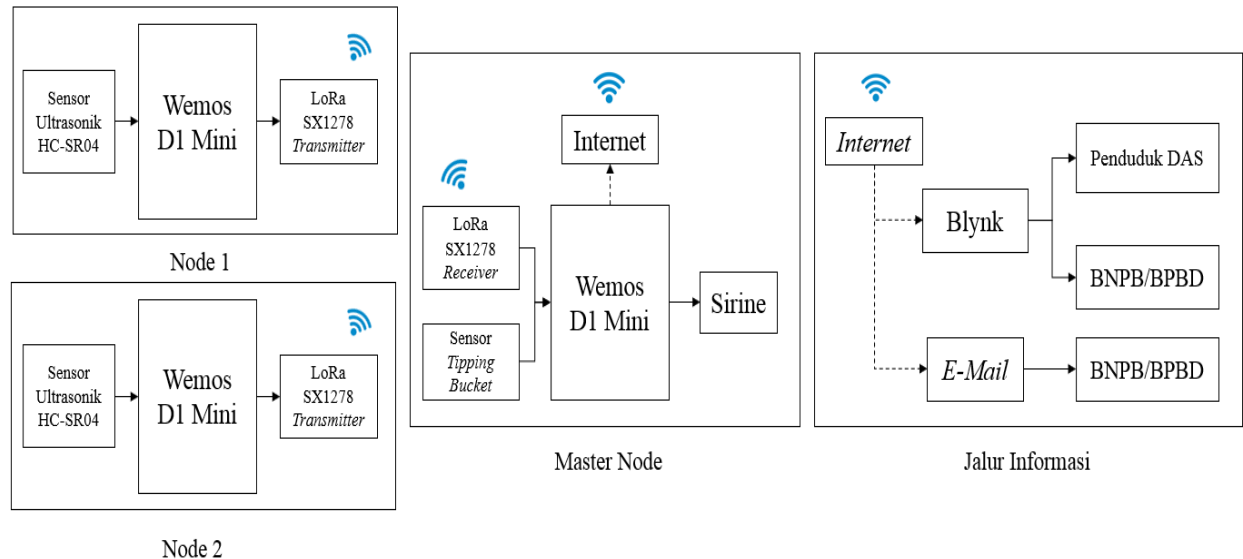 Sensor
Ultrasonik
HC-SR04
Wemos
D1 Mini
LoRa
SX1278
Transmitter
Node 1
Sensor
Ultrasonik
HC-SR04
Wemos
D1 Mini
LoRa
SX1278
Transmitter
Node 2
Internet
LoRa
SX1278
Receiver
Sensor
Tipping
Bucket
Wemos
D1 Mini
Sirine
Master Node
Internet
Blynk
Penduduk DAS
BNPB/BPBD
E-Mail
BNPB/BPBD
Jalur Informasi